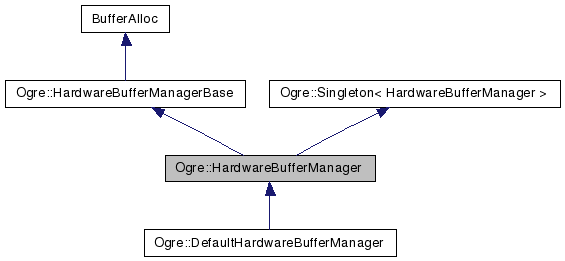 BufferAlloc
Ogre::HardwareBufferManagerBase
Ogre::Singleton< HardwareBufferManager >
Ogre::HardwareBufferManager
Ogre::DefaultHardwareBufferManager